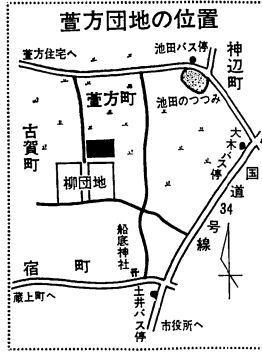 萱方団地の位置
萱方住宅へ
池田バス停
神辺町
萱方町
池田のつつみ
古賀町
大木バス停
柳団地
国道34号線
船底神社
宿町
蔵上町へ
土井バス停
市役所へ